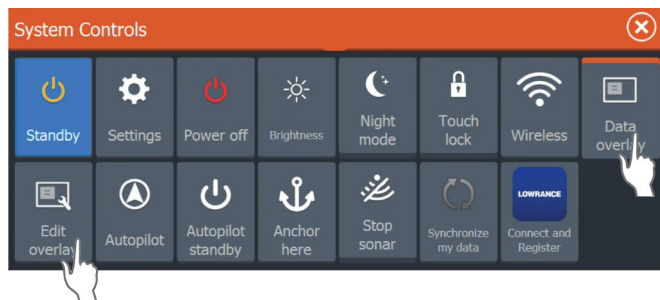 System Controls
Standby
Settings
Power off
Brightness
Night
mode
Touch
lock
Wireless
Data
overlay
Edit
overlay
Autopilot
Autopilot
standby
Anchor
here
Stop
sonar
Synchronize
my data
LOWRANCE
Connect and
Register